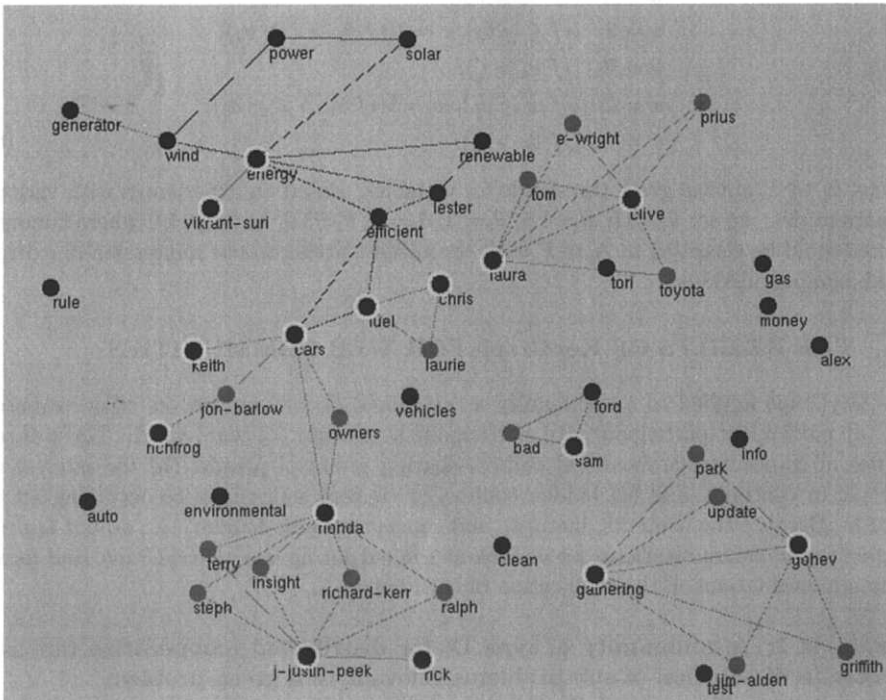 power
solar
generator
wind
energy
renewable
e-wright
prius
tom
clive
lester
vikrant-suri
efficient
laura
tori
toyota
gas
rule
chris
fuel
money
cars
keith
laurie
alex
jon-barlow
vehicles
ford
owners
richfrog
bad
sam
info
park
auto
environmental
honda
update
terry
insight
clean
gohev
steph
richard-kerr
ralph
gathering
j-justin-peek
rick
griffith
jim-alden
test